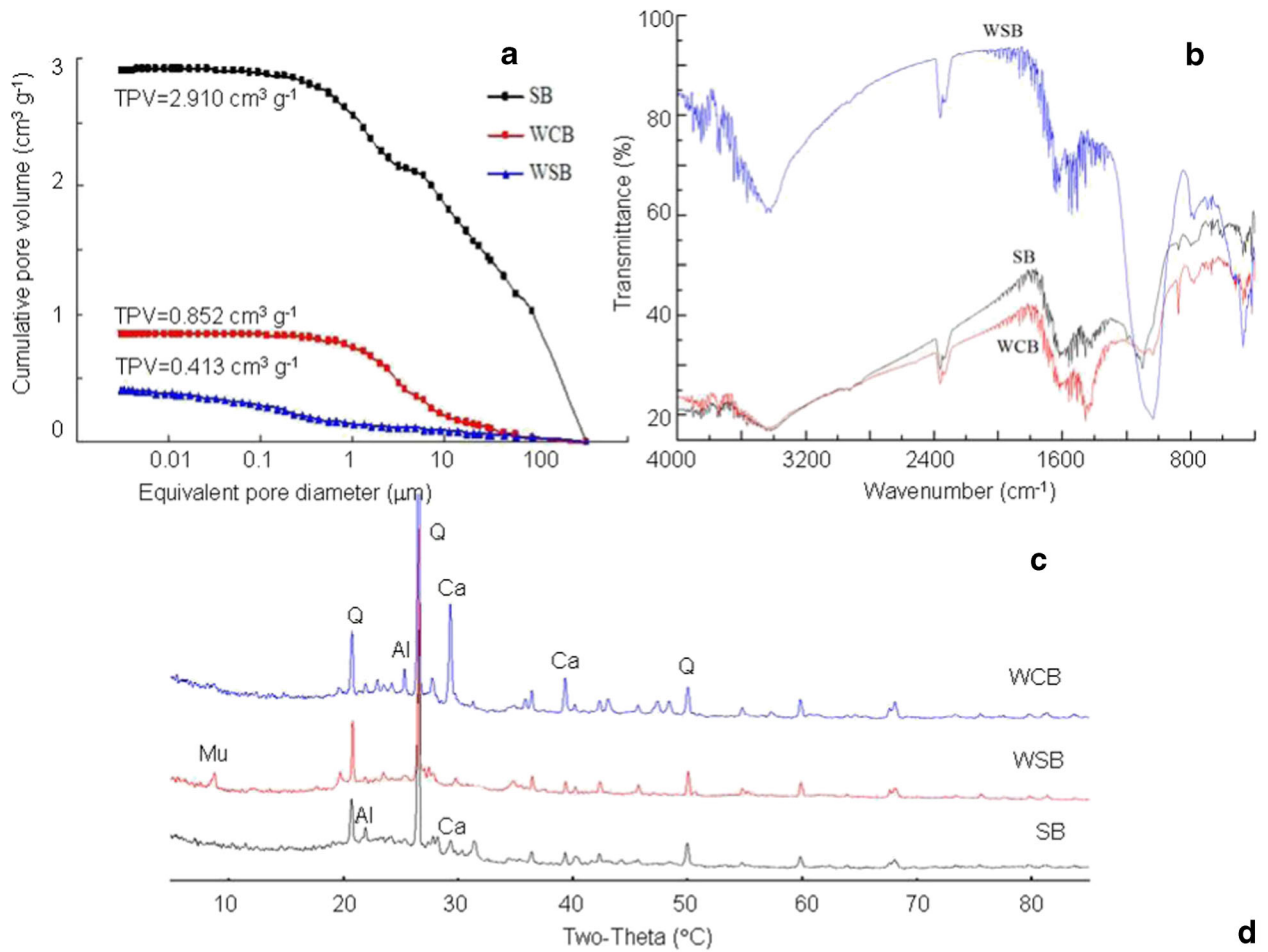 a
3
2
1
0
Cumulative pore volume (cm³ g⁻¹)
TPV=2.910 cm³ g⁻¹
TPV=0.852 cm³ g⁻¹
TPV=0.413 cm³ g⁻¹
SB
WCB
WSB
0.01 0.1 1 10 100
Equivalent pore diameter (μm)
b
100
80
60
40
20
Transmittance (%)
WSB
SB
WCB
4000 3200 2400 1600 800
Wavenumber (cm⁻¹)
c
Q
Ca
Q
Al
Ca
Q
WCB
Mu
WSB
Al
Ca
SB
10 20 30 40 50 60 70 80
Two-Theta (°C)
d